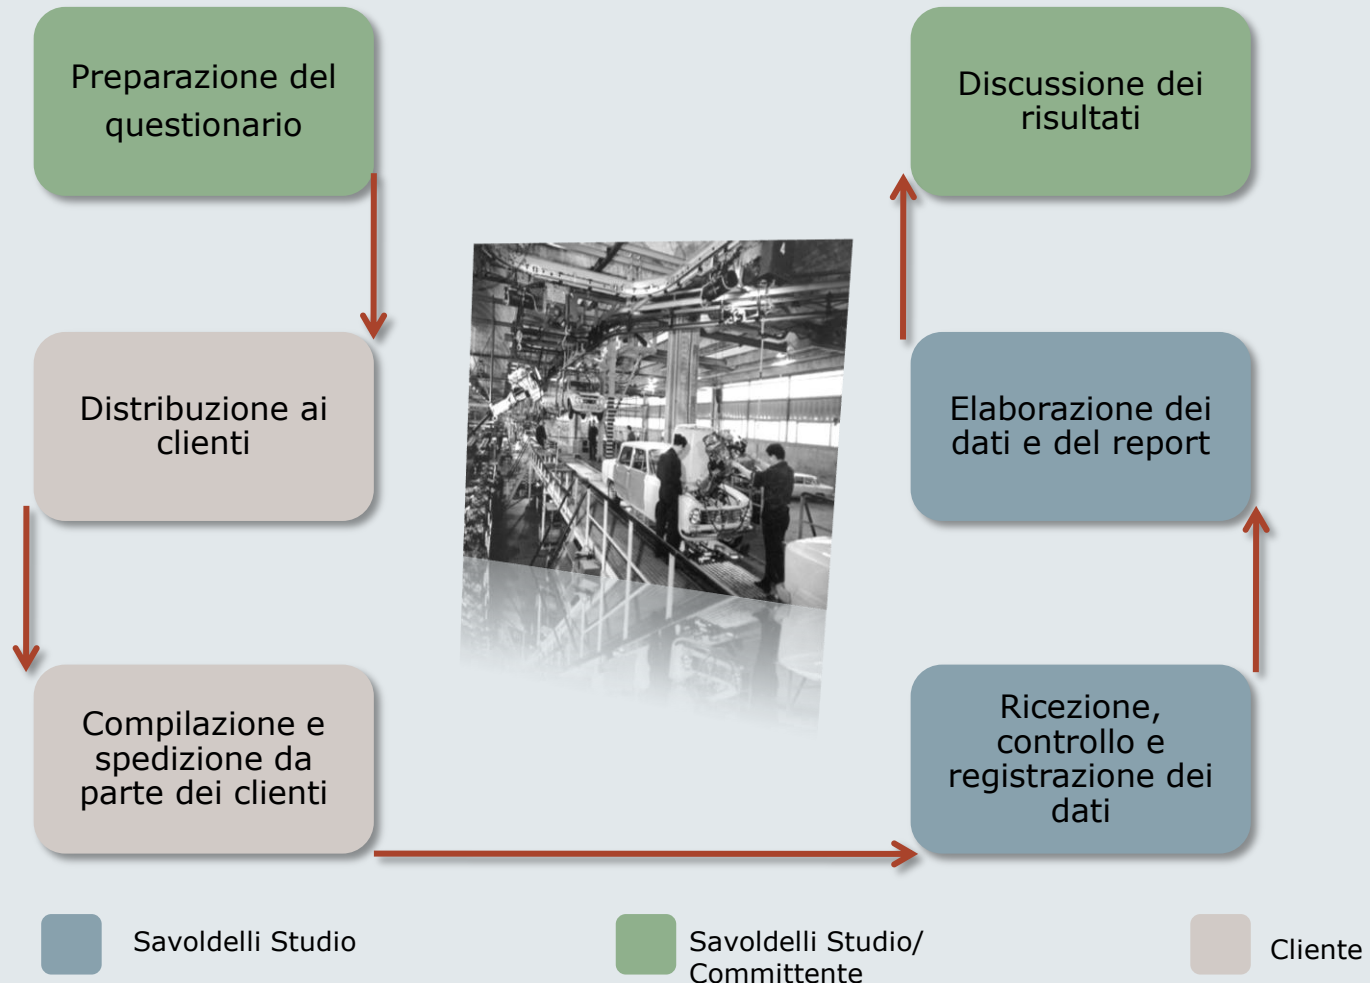 Preparazione del
questionario
Distribuzione ai
clienti
Compilazione e
spedizione da
parte dei clienti
Ricezione,
controllo e
registrazione dei
dati
Elaborazione dei
dati e del report
Discussione dei
risultati
Savoldelli Studio
Savoldelli Studio/
Committente
Cliente